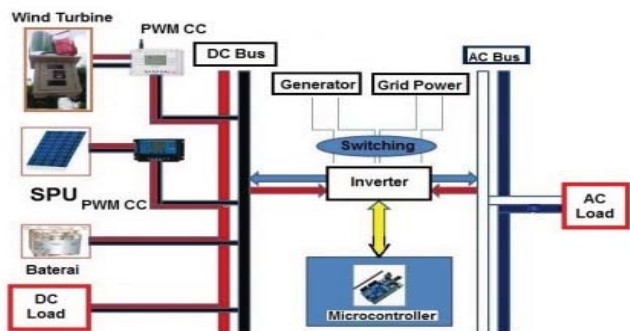 Wind Turbine
PWM CC
DC Bus
AC Bus
Generator
Grid Power
Switching
SPU
Inverter
AC
Load
PWM CC
Baterai
DC
Load
Microcontroller